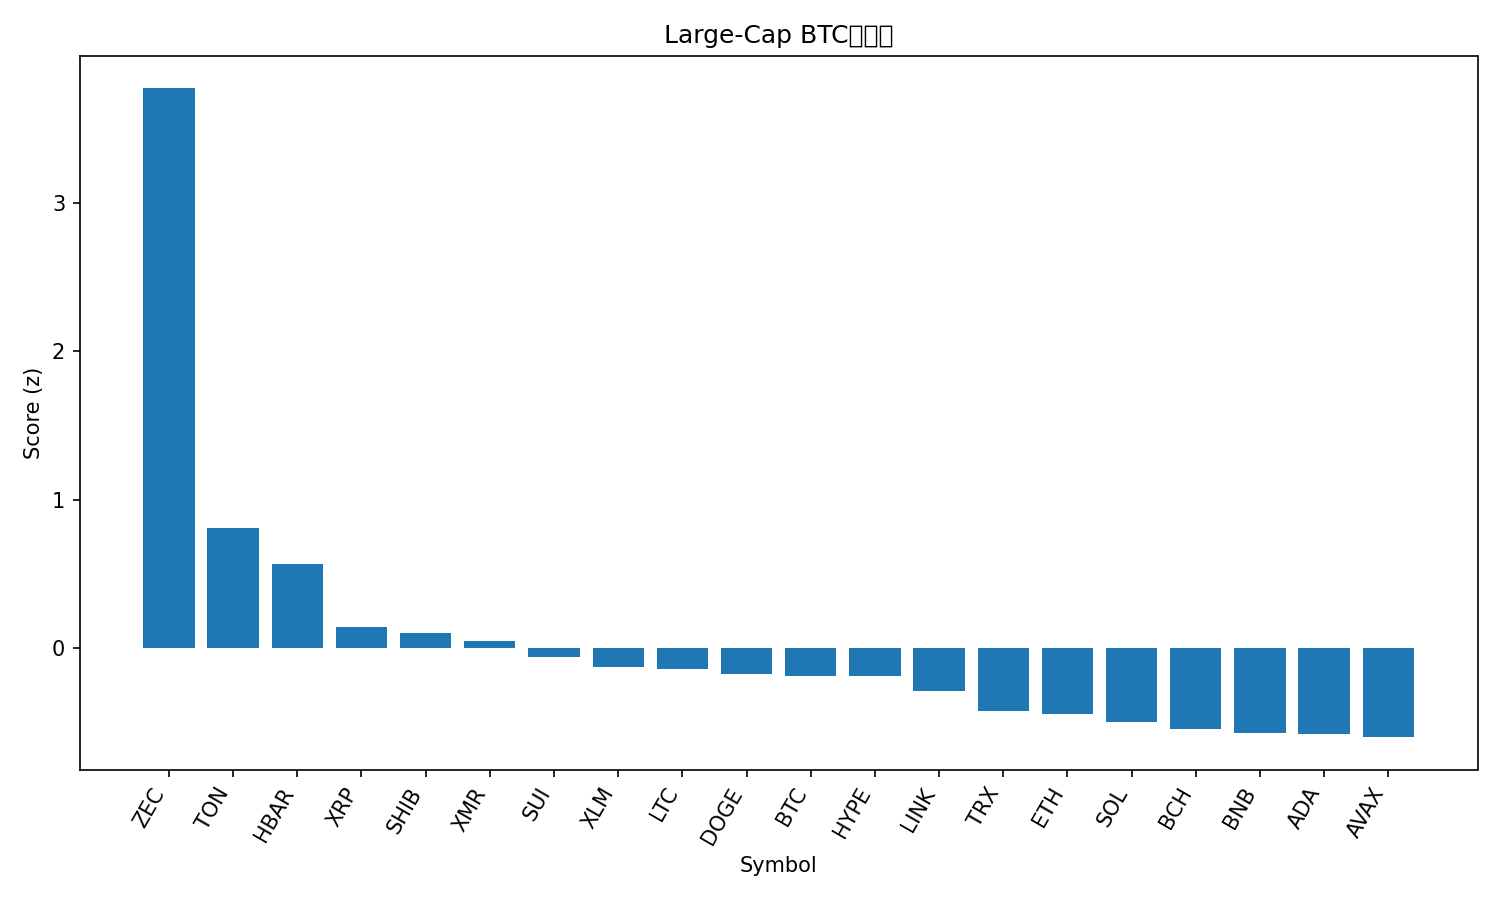 Large-Cap BTC
Score (z)
3
2
1
0
ZEC
TON
HBAR
XRP
SHIB
XMR
SUI
XLM
LTC
DOGE
BTC
HYPE
LINK
TRX
ETH
SOL
BCH
BNB
ADA
AVAX
Symbol